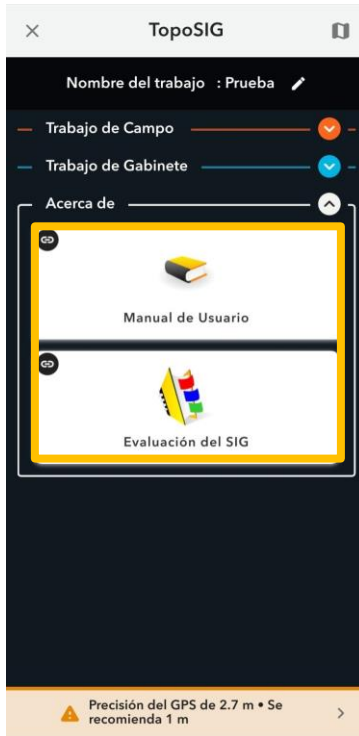 TopoSIG
Nombre del trabajo : Prueba
Trabajo de Campo
Trabajo de Gabinete
Acerca de
Manual de Usuario
Evaluación del SIG
Precisión del GPS de 2.7 m • Se
recomienda 1 m